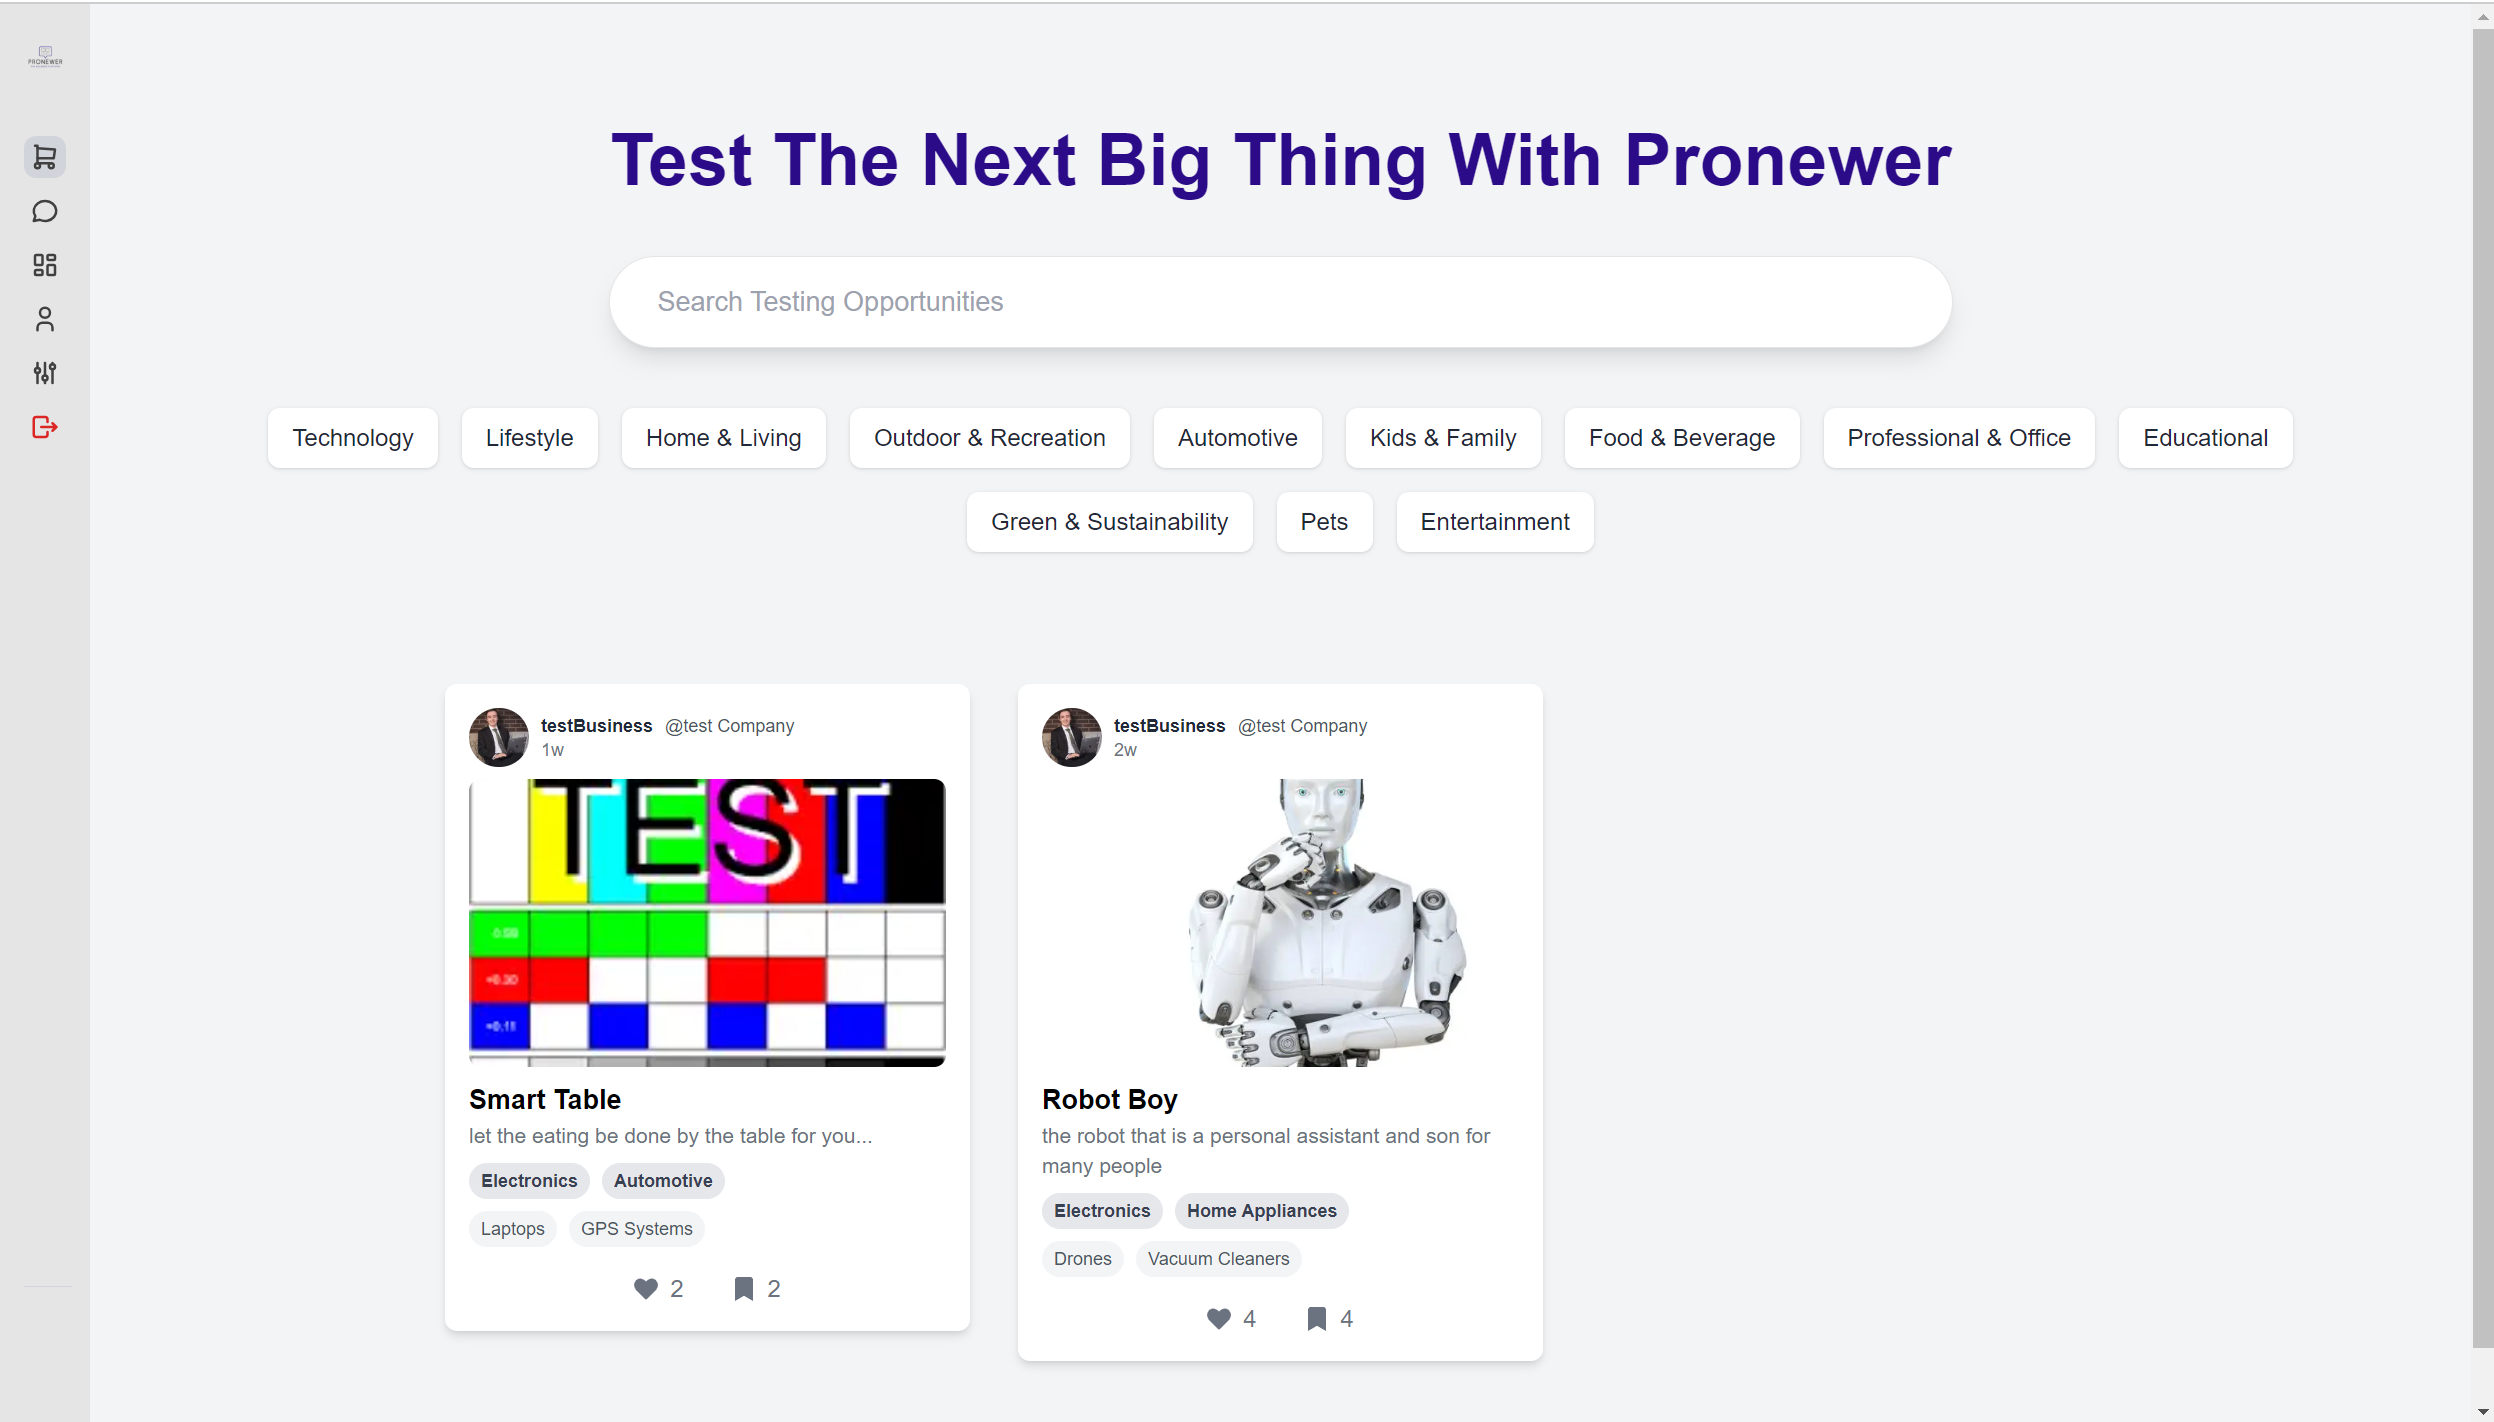 PRONEWER
Test The Next Big Thing With Pronewer
Search Testing Opportunities
Technology
Lifestyle
Home & Living
Outdoor & Recreation
Automotive
Kids & Family
Food & Beverage
Professional & Office
Educational
Green & Sustainability
Pets
Entertainment
testBusiness @test Company
1w
TEST
Smart Table
let the eating be done by the table for you...
Electronics
Automotive
Laptops
GPS Systems
2
2
testBusiness @test Company
2w
Robot Boy
the robot that is a personal assistant and son for
many people
Electronics
Home Appliances
Drones
Vacuum Cleaners
4
4